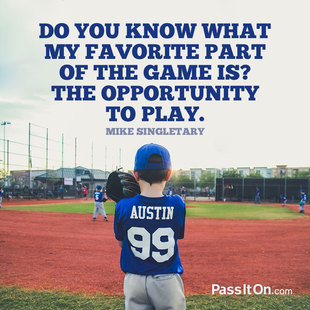 DO YOU KNOW WHAT
MY FAVORITE PART
OF THE GAME IS?
THE OPPORTUNITY
TO PLAY.
MIKE SINGLETARY
AUSTIN
99
PassItOn.com